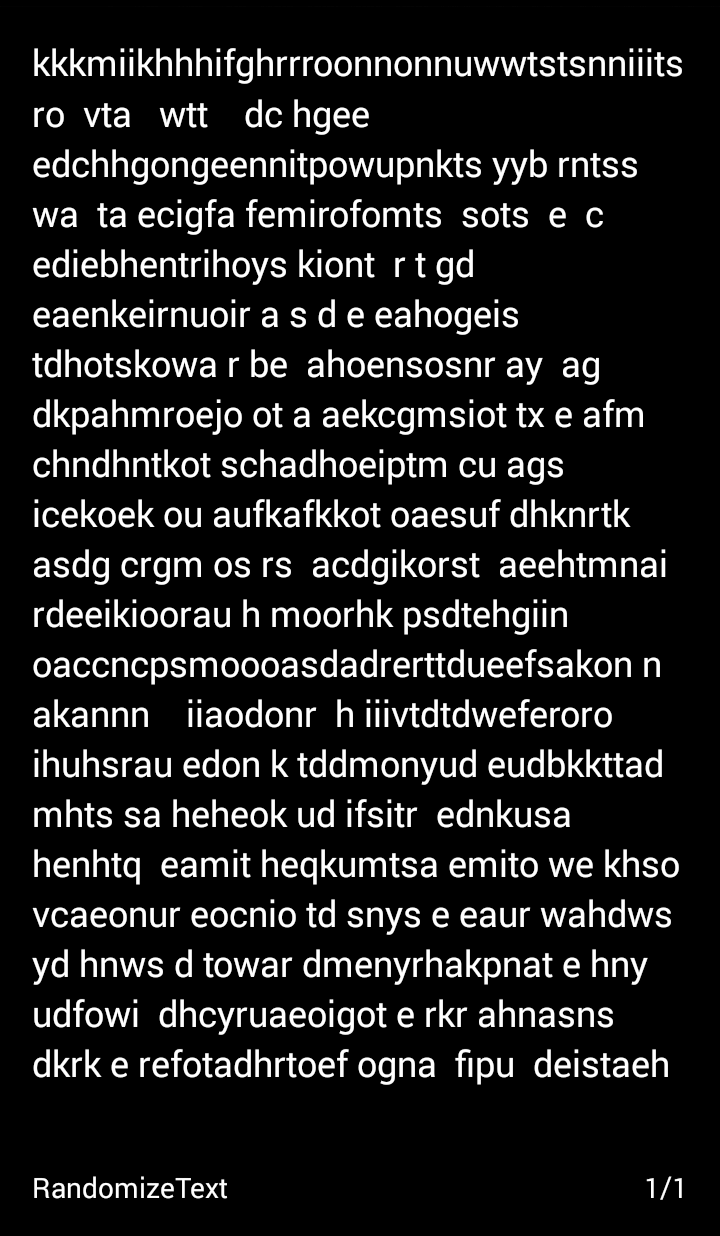 kkkmiikhhhifghrrroonnonnuwwtstsnniiits
ro  vta   wtt    dc hgee
edchhgongeennitpowupnkts yyb rntss
wa  ta ecigfa femirofomts  sots  e  c
ediebhentrihoys kiont  r t gd
eaenkeirnuoir a s d e eahogeis
tdhotskowa r be  ahoensosnr ay  ag
dkpahmroejo ot a aekcgmsiot tx e afm
chndhntkot schadhoeiptm cu ags
icekoek ou aufkafkkot oaesuf dhknrtk
asdg crgm os rs  acdgikorst  aeehtmnai
rdeeikioorau h moorhk psdtehgiin
oaccncpsmoooasdadrerttdueefsakon n
akannn    iiaodonr  h iiivtdtdweferoro
ihuhsrau edon k tddmonyud eudbkkttad
mhts sa heheok ud ifsitr  ednkusa
henhtq  eamit heqkumtsa emito we khso
vcaeonur eocnio td snys e eaur wahdws
yd hnws d towar dmenyrhakpnat e hny
udfowi  dhcyruaeoigot e rkr ahnasns
dkrk e refotadhrtoef ogna  fipu  deistaeh
RandomizeText 1/1